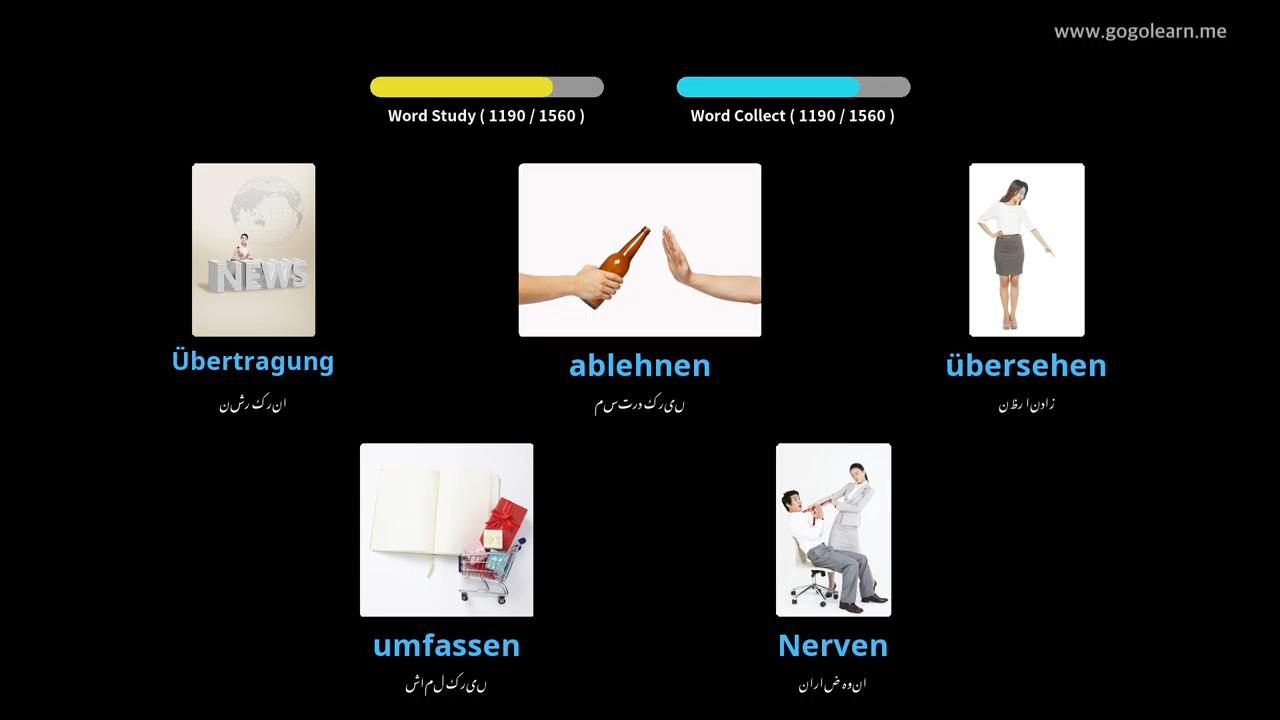 www.gogolearn.me
Word Study ( 1190 / 1560 )
Word Collect ( 1190 / 1560 )
Übertragung
نشر کرنا
ablehnen
مسترد کریں
übersehen
نظر انداز
umfassen
شامل کریں
Nerven
ناراض ہونا
NEWS